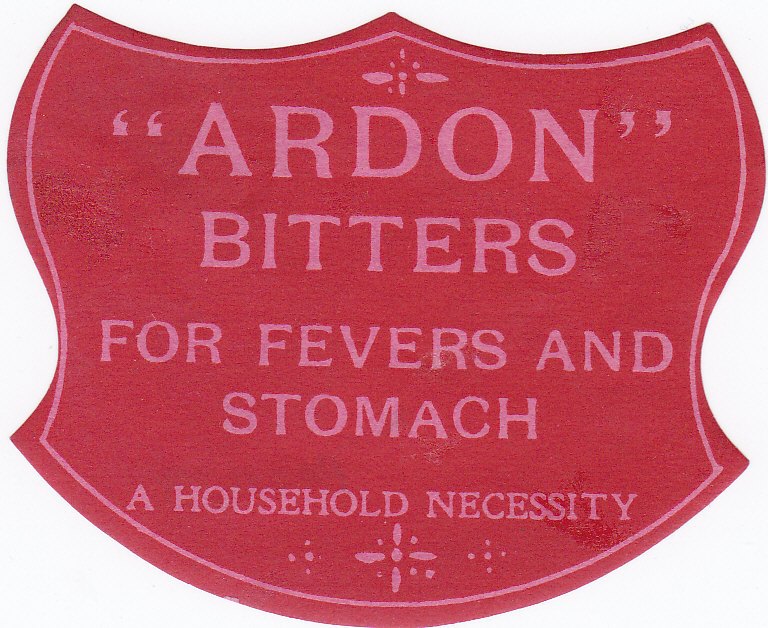 “ARDON”
BITTERS
FOR FEVERS AND
STOMACH
A HOUSEHOLD NECESSITY